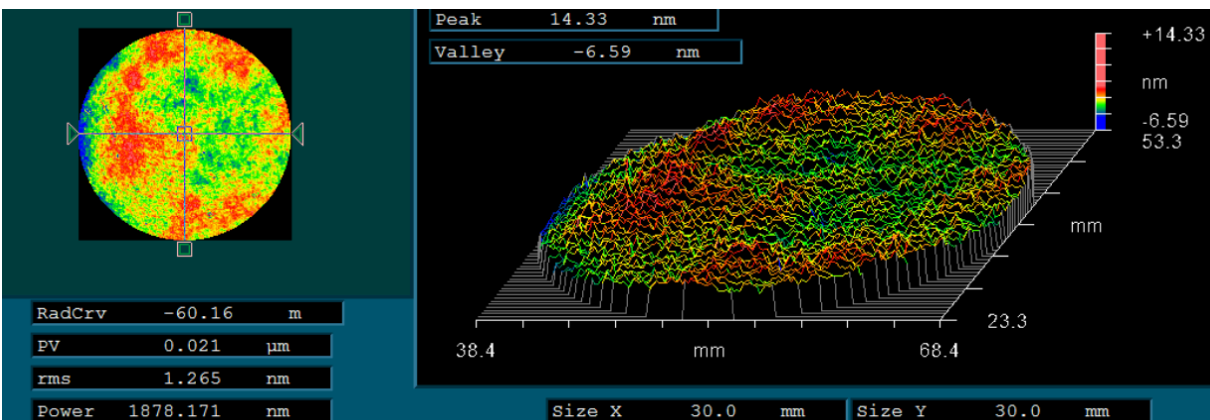 Peak 14.33 nm
Valley -6.59 nm
+14.33
nm
-6.59
53.3
mm
23.3
38.4 mm 68.4
RadCrv -60.16 m
PV 0.021 µm
rms 1.265 nm
Power 1878.171 nm
Size X 30.0 mm Size Y 30.0 mm